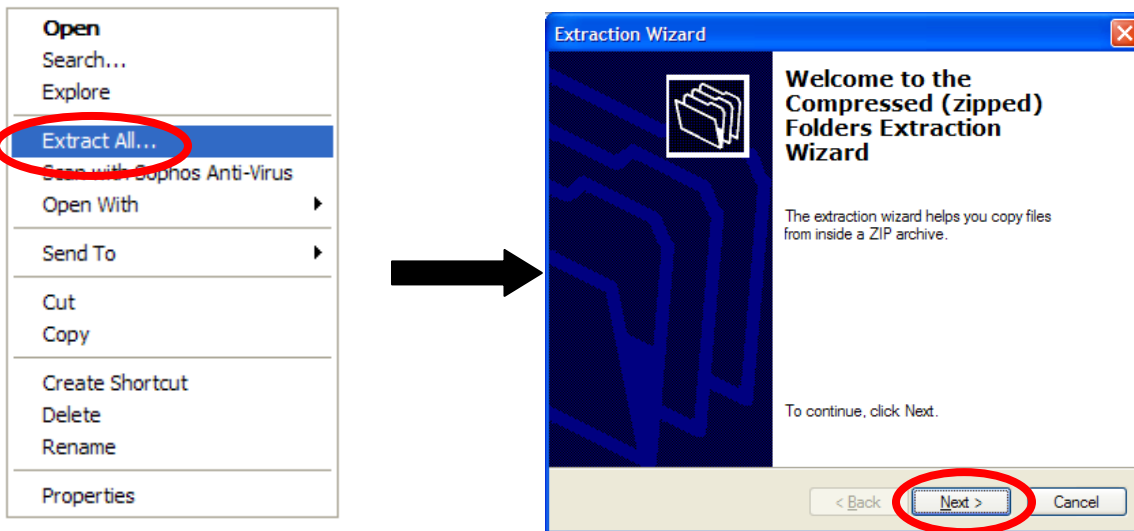 Open
Search...
Explore
Extract All...
Scan with Sophos Anti-Virus
Open With
Send To
Cut
Copy
Create Shortcut
Delete
Rename
Properties
Extraction Wizard
Welcome to the
Compressed (zipped)
Folders Extraction
Wizard
The extraction wizard helps you copy files
from inside a ZIP archive.
To continue, click Next.
< Back Next > Cancel